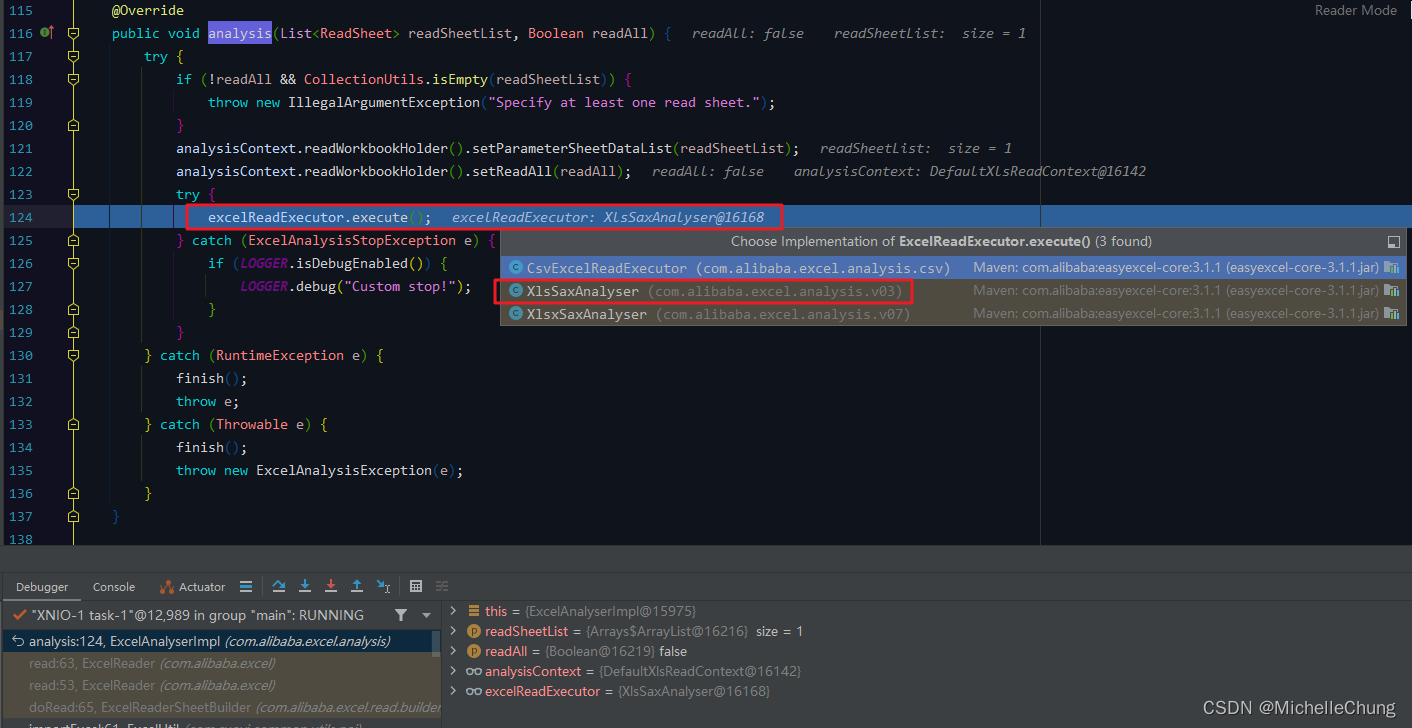 Reader Mode
115 @Override
116 public void analysis(List<ReadSheet> readSheetList, Boolean readAll) { readAll: false readSheetList: size = 1
117 try {
118 if (!readAll && CollectionUtils.isEmpty(readSheetList)) {
119 throw new IllegalArgumentException("Specify at least one read sheet.");
120 }
121 analysisContext.readWorkbookHolder().setParameterSheetDataList(readSheetList); readSheetList: size = 1
122 analysisContext.readWorkbookHolder().setReadAll(readAll); readAll: false analysisContext: DefaultXlsReadContext@16142
123 try {
124 excelReadExecutor.execute(); excelReadExecutor: XlsSaxAnalyser@16168
125 } catch (ExcelAnalysisStopException e) {
Choose Implementation of ExcelReadExecutor.execute() (3 found)
126 if (LOGGER.isDebugEnabled()) {
CsvExcelReadExecutor (com.alibaba.excel.analysis.csv) Maven: com.alibaba:easyexcel-core:3.1.1 (easyexcel-core-3.1.1.jar)
127 LOGGER.debug("Custom stop!");
XlsSaxAnalyser (com.alibaba.excel.analysis.v03) Maven: com.alibaba:easyexcel-core:3.1.1 (easyexcel-core-3.1.1.jar)
128 }
XlsxSaxAnalyser (com.alibaba.excel.analysis.v07) Maven: com.alibaba:easyexcel-core:3.1.1 (easyexcel-core-3.1.1.jar)
129 }
130 } catch (RuntimeException e) {
131 finish();
132 throw e;
133 } catch (Throwable e) {
134 finish();
135 throw new ExcelAnalysisException(e);
136 }
137 }
138
Debugger Console Actuator
"XNIO-1 task-1"@12,989 in group "main": RUNNING
analysis:124, ExcelAnalyserImpl (com.alibaba.excel.analysis)
read:63, ExcelReader (com.alibaba.excel)
read:53, ExcelReader (com.alibaba.excel)
doRead:65, ExcelReaderSheetBuilder (com.alibaba.excel.read.builder
this = {ExcelAnalyserImpl@15975}
readSheetList = {Arrays$ArrayList@16216} size = 1
readAll = {Boolean@16219} false
analysisContext = {DefaultXlsReadContext@16142}
excelReadExecutor = {XlsSaxAnalyser@16168}
CSDN @MichelleChung